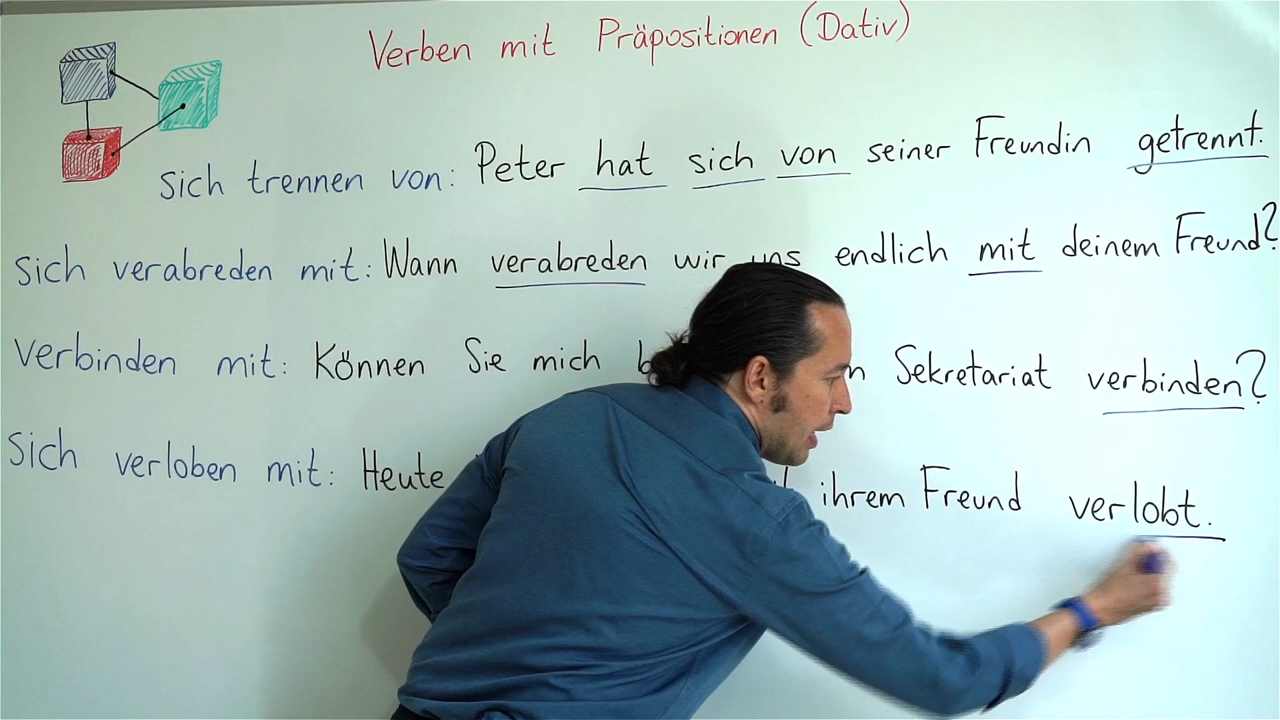 Verben mit Präpositionen (Dativ)
sich trennen von: Peter hat sich von seiner Freundin getrennt.
sich verabreden mit: Wann verabreden wir uns endlich mit deinem Freund?
verbinden mit: Können Sie mich Sekretariat verbinden?
sich verloben mit: Heute ihrem Freund verlobt.